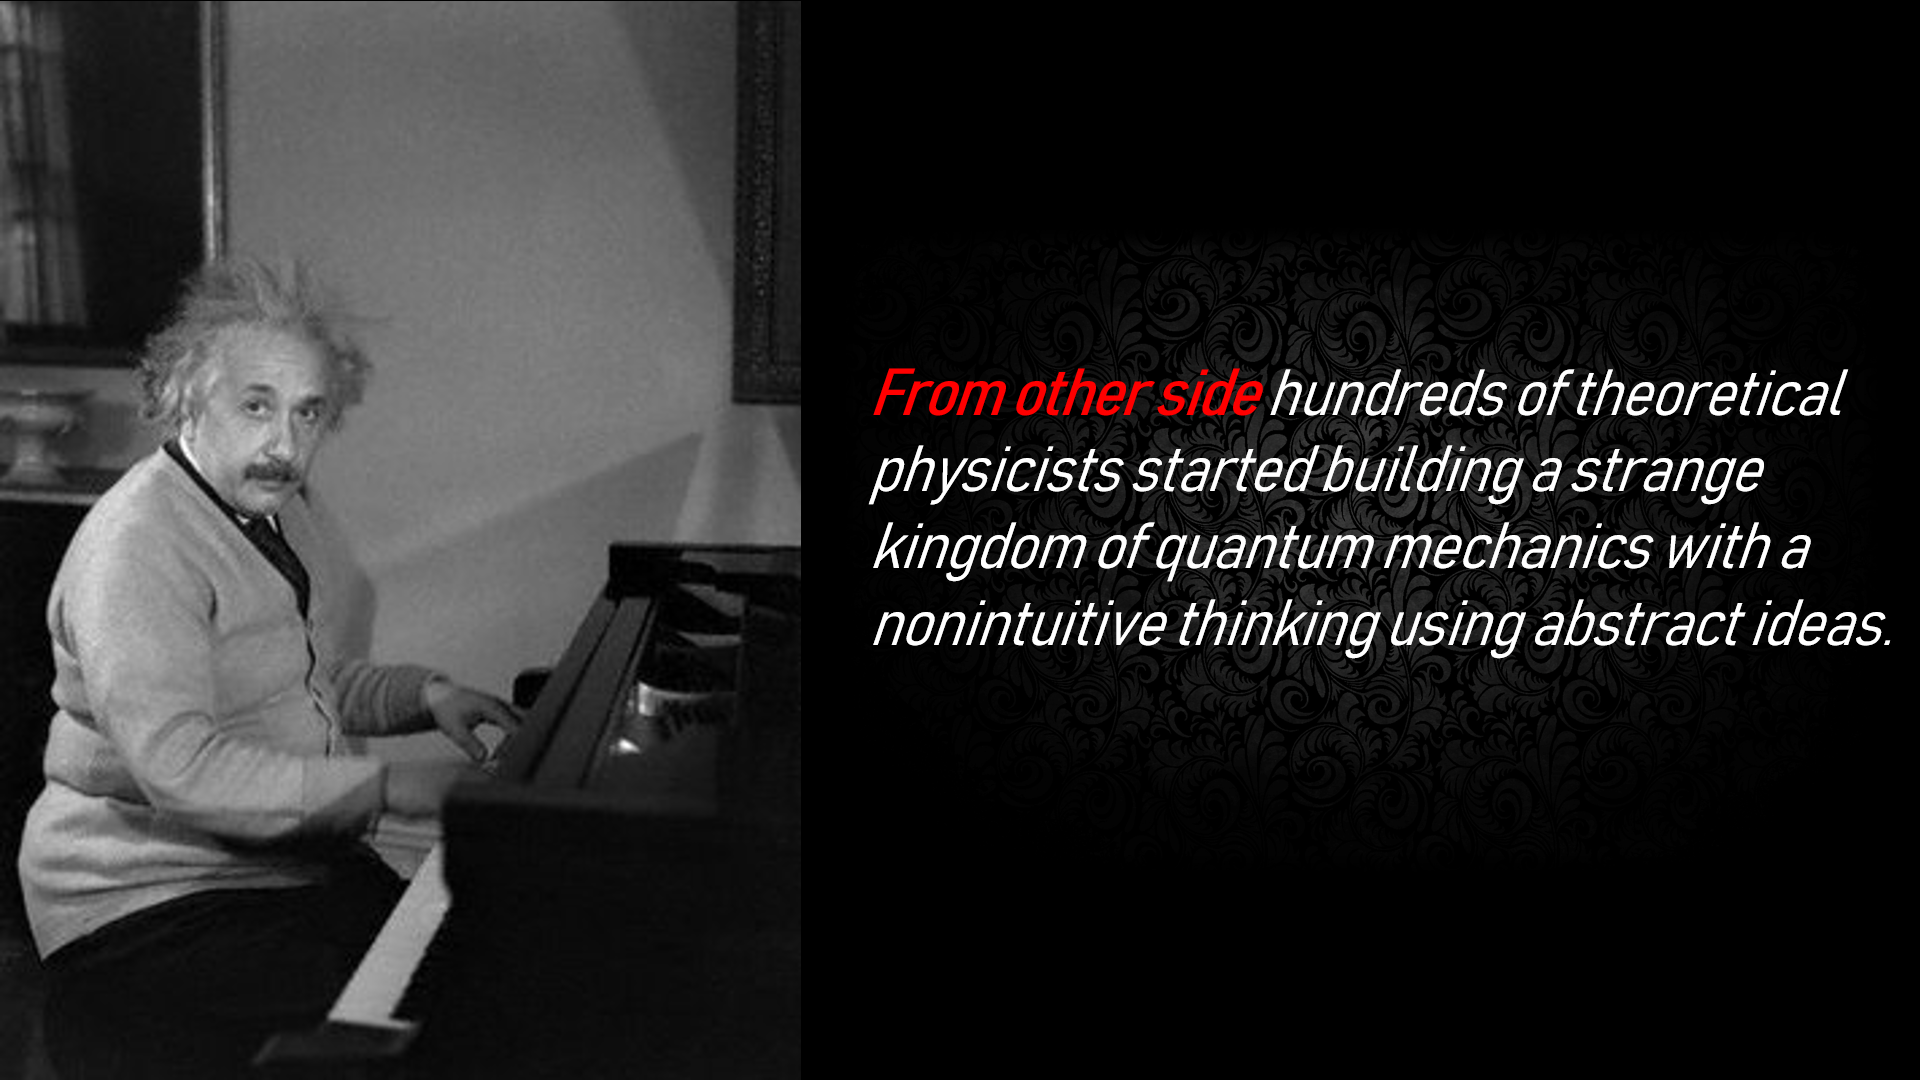 From other side hundreds of theoretical
physicists started building a strange
kingdom of quantum mechanics with a
nonintuitive thinking using abstract ideas.